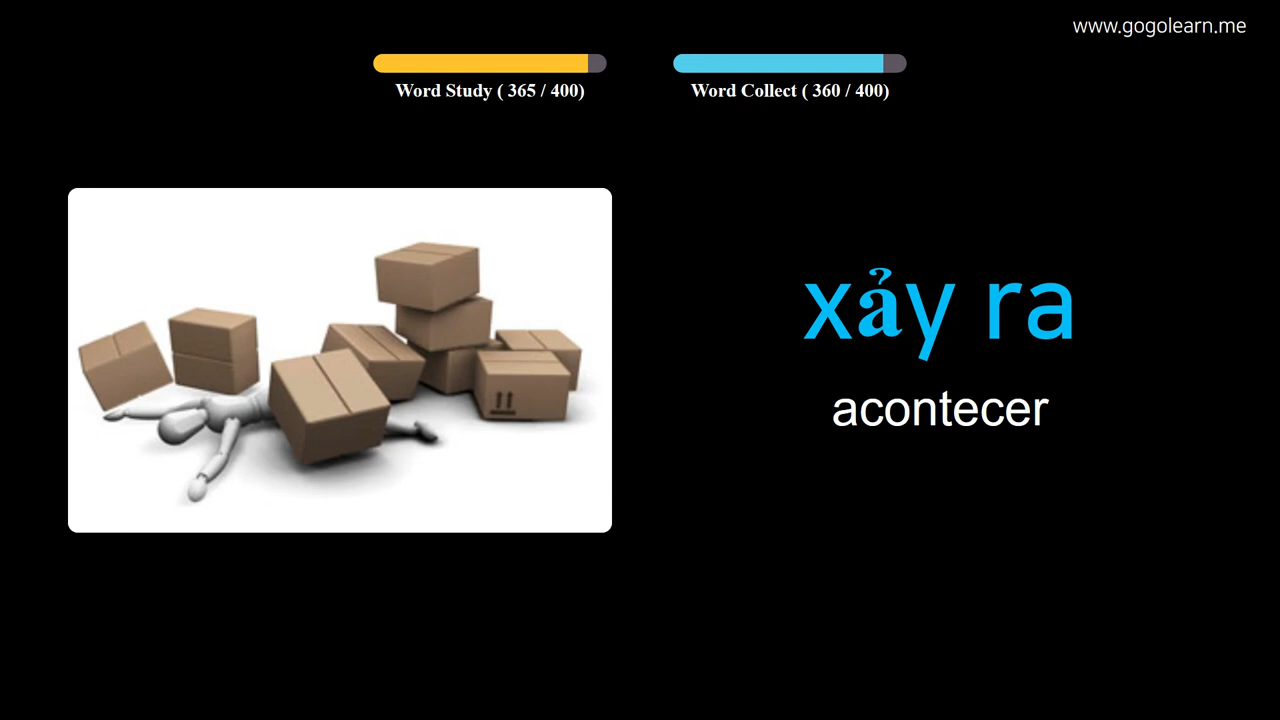 www.gogolearn.me
Word Study ( 365 / 400)
Word Collect ( 360 / 400)
xảy ra
acontecer